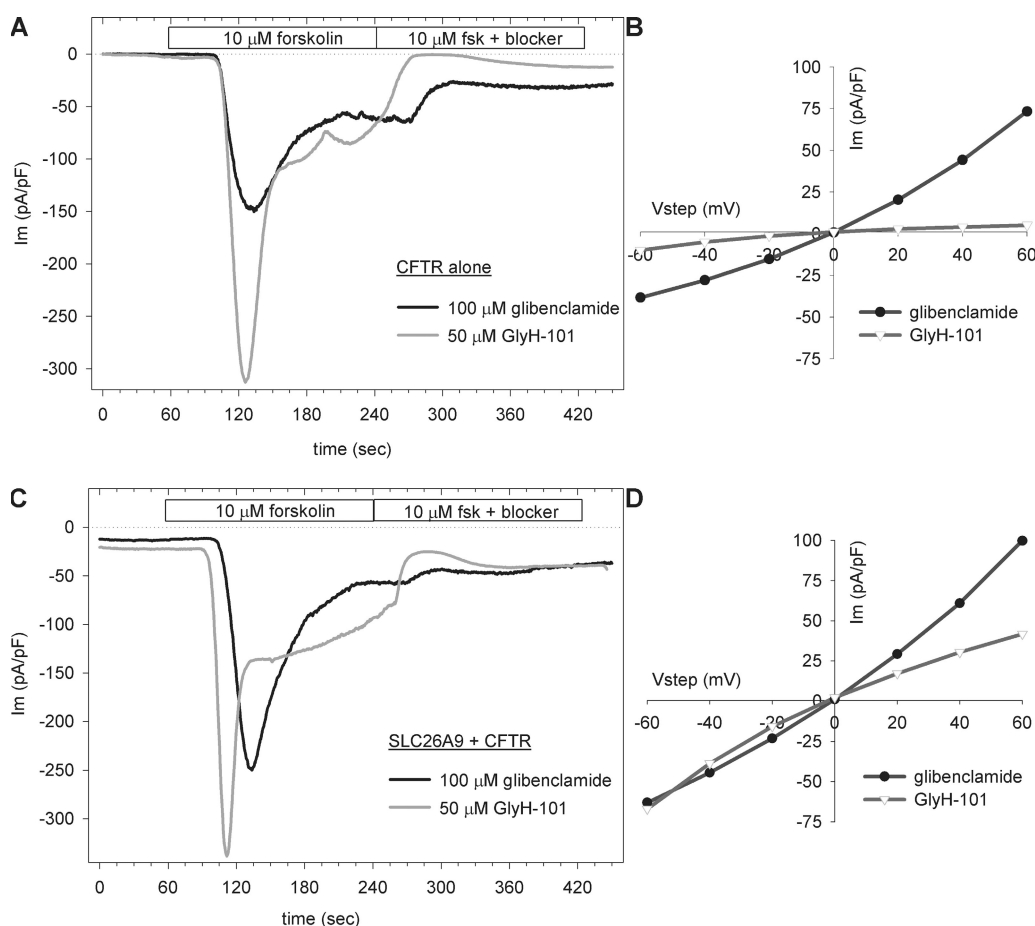 A
10 μM forskolin
10 μM fsk + blocker
0
-50
-100
-150
-200
-250
-300
Im (pA/pF)
CFTR alone
100 μM glibenclamide
50 μM GlyH-101
0 60 120 180 240 300 360 420
time (sec)
B
100
75
50
25
0
-25
-50
-75
Im (pA/pF)
Vstep (mV)
-60 -40 -20 0 20 40 60
glibenclamide
GlyH-101
C
10 μM forskolin
10 μM fsk + blocker
0
-50
-100
-150
-200
-250
-300
Im (pA/pF)
SLC26A9 + CFTR
100 μM glibenclamide
50 μM GlyH-101
0 60 120 180 240 300 360 420
time (sec)
D
100
75
50
25
0
-25
-50
-75
Im (pA/pF)
Vstep (mV)
-60 -40 -20 0 20 40 60
glibenclamide
GlyH-101